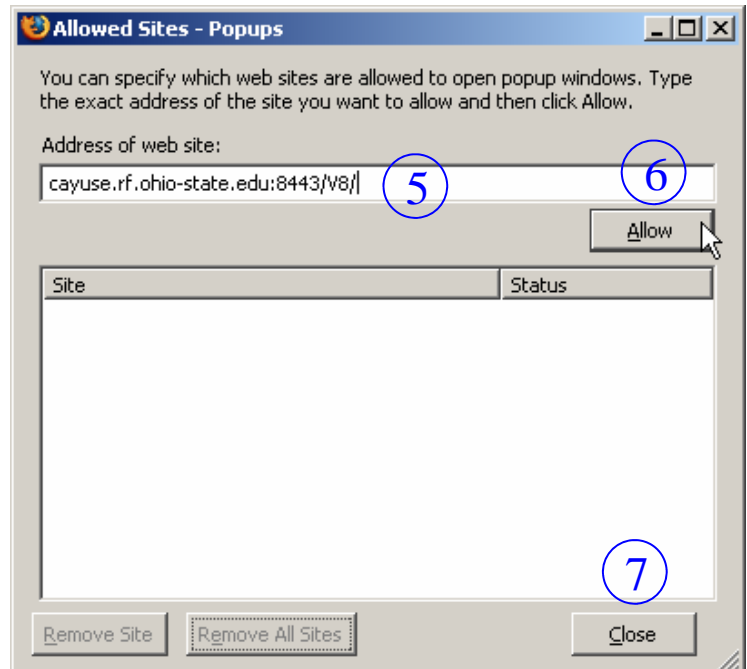 Allowed Sites - Popups
You can specify which web sites are allowed to open popup windows. Type
the exact address of the site you want to allow and then click Allow.
Address of web site:
cayuse.rf.ohio-state.edu:8443/V8/
5
6
Allow
Site Status
7
Remove Site Remove All Sites Close